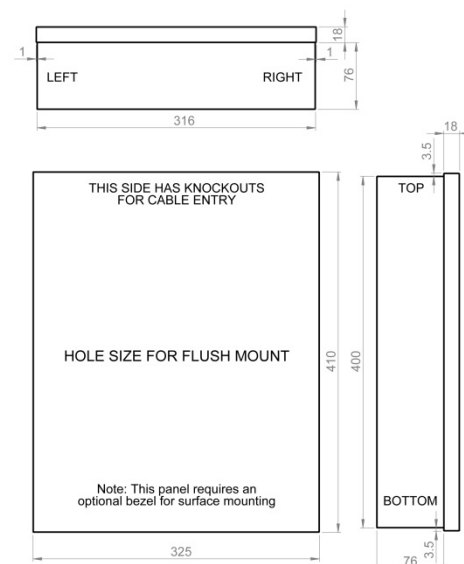 18
1
LEFT
RIGHT
1
76
316
3.5
18
THIS SIDE HAS KNOCKOUTS
FOR CABLE ENTRY
TOP
HOLE SIZE FOR FLUSH MOUNT
410
400
Note: This panel requires an
optional bezel for surface mounting
BOTTOM
325
3.5
76